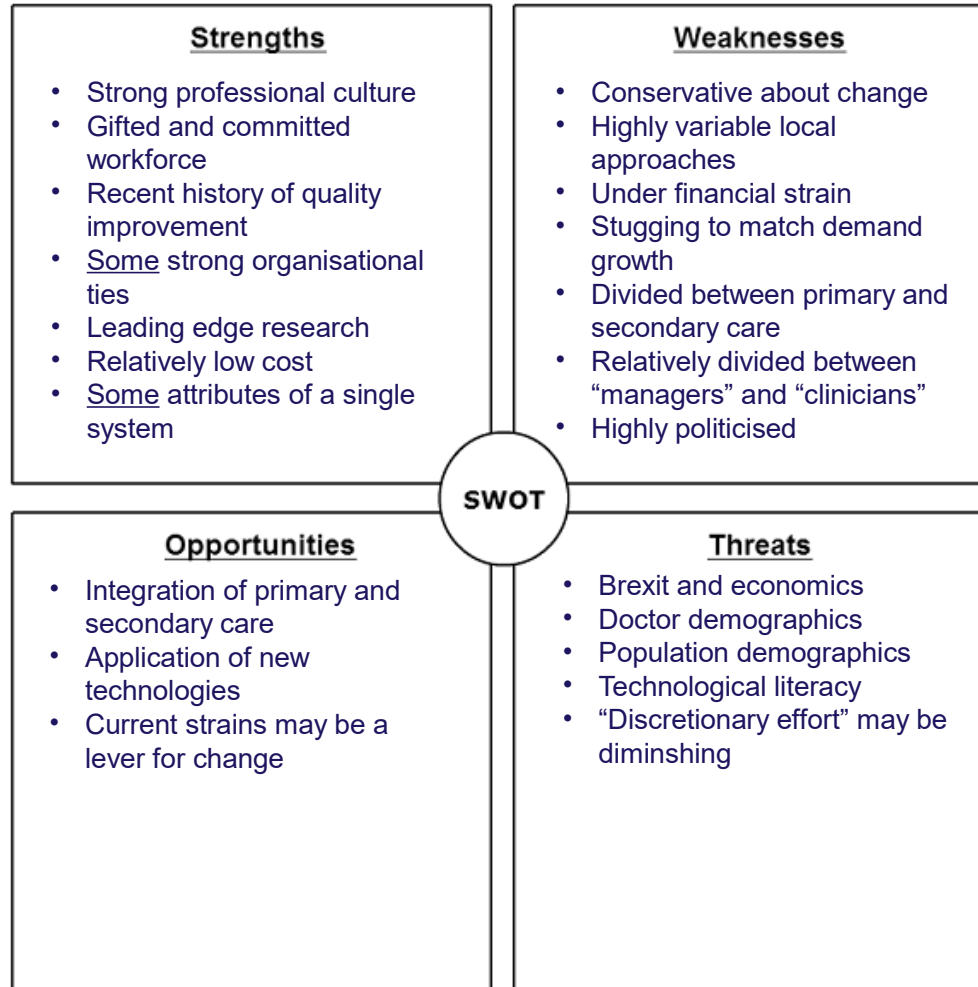 Strengths
• Strong professional culture
• Gifted and committed
workforce
• Recent history of quality
improvement
• Some strong organisational
ties
• Leading edge research
• Relatively low cost
• Some attributes of a single
system
Weaknesses
• Conservative about change
• Highly variable local
approaches
• Under financial strain
• Stugging to match demand
growth
• Divided between primary and
secondary care
• Relatively divided between
“managers” and “clinicians”
• Highly politicised
SWOT
Opportunities
• Integration of primary and
secondary care
• Application of new
technologies
• Current strains may be a
lever for change
Threats
• Brexit and economics
• Doctor demographics
• Population demographics
• Technological literacy
• “Discretionary effort” may be
diminshing